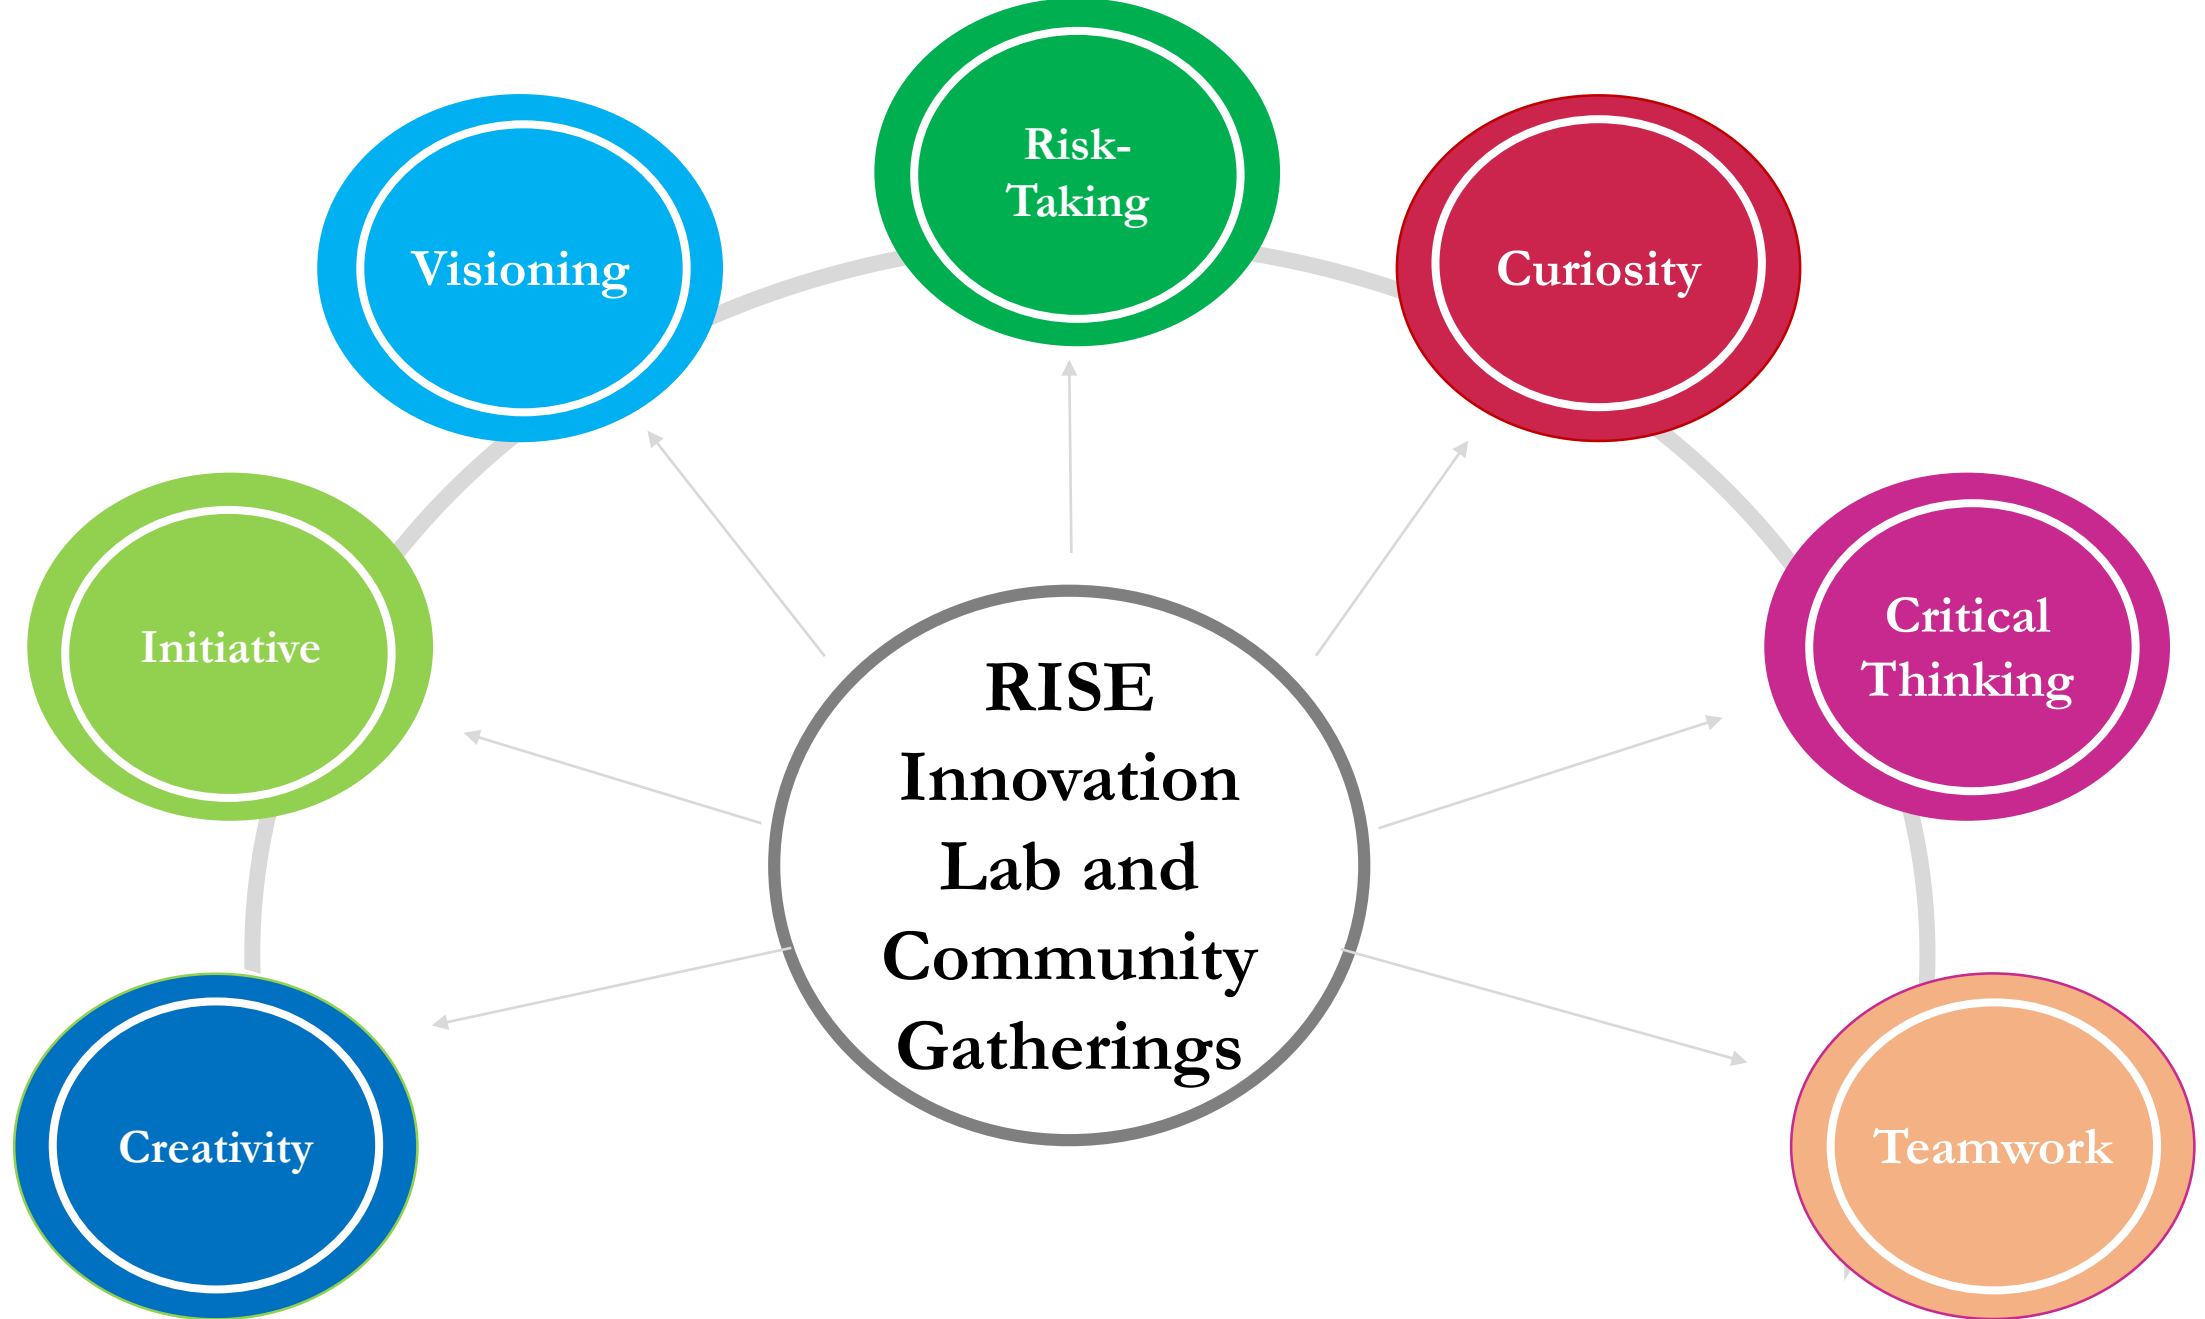 Risk-
Taking
Visioning
Curiosity
Initiative
Critical
Thinking
RISE
Innovation
Lab and
Community
Gatherings
Creativity
Teamwork